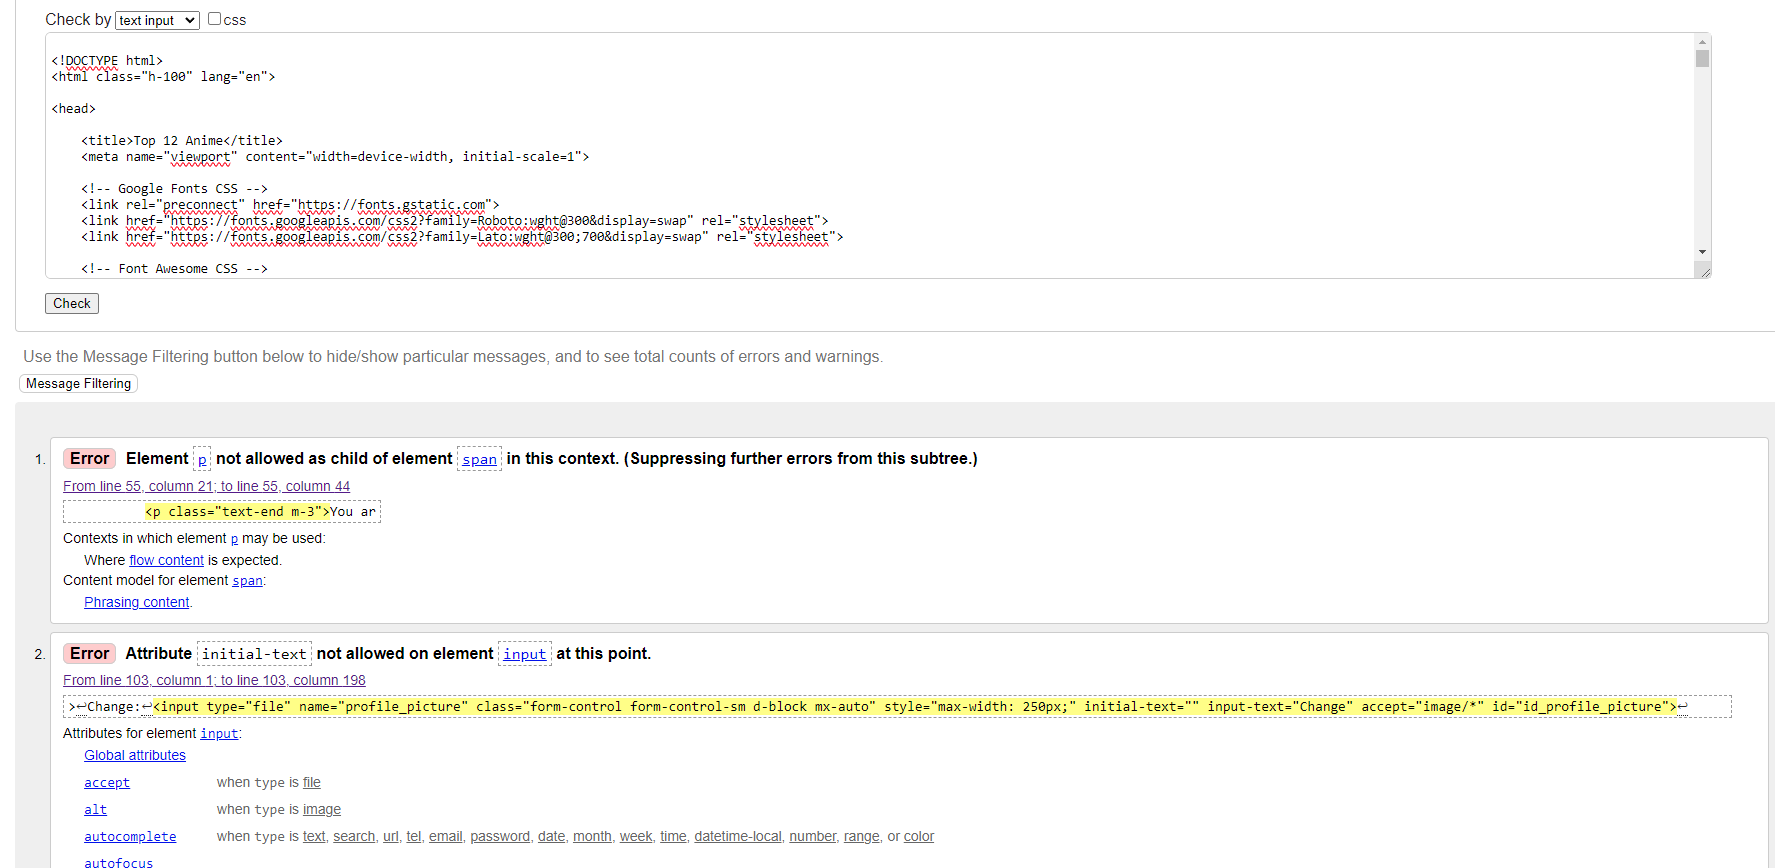 Check by text input css
<!DOCTYPE html>
<html class="h-100" lang="en">
<head>
<title>Top 12 Anime</title>
<meta name="viewport" content="width=device-width, initial-scale=1">
<!-- Google Fonts CSS -->
<link rel="preconnect" href="https://fonts.gstatic.com">
<link href="https://fonts.googleapis.com/css2?family=Roboto:wght@300&display=swap" rel="stylesheet">
<link href="https://fonts.googleapis.com/css2?family=Lato:wght@300;700&display=swap" rel="stylesheet">
<!-- Font Awesome CSS -->
Check
Use the Message Filtering button below to hide/show particular messages, and to see total counts of errors and warnings.
Message Filtering
1. Error Element p not allowed as child of element span in this context. (Suppressing further errors from this subtree.)
From line 55, column 21; to line 55, column 44
<p class="text-end m-3">You ar
Contexts in which element p may be used:
Where flow content is expected.
Content model for element span:
Phrasing content.
2. Error Attribute initial-text not allowed on element input at this point.
From line 103, column 1; to line 103, column 198
>↩Change:↩<input type="file" name="profile_picture" class="form-control form-control-sm d-block mx-auto" style="max-width: 250px;" initial-text="" input-text="Change" accept="image/*" id="id_profile_picture">↩
Attributes for element input:
Global attributes
accept when type is file
alt when type is image
autocomplete when type is text, search, url, tel, email, password, date, month, week, time, datetime-local, number, range, or color
autofocus